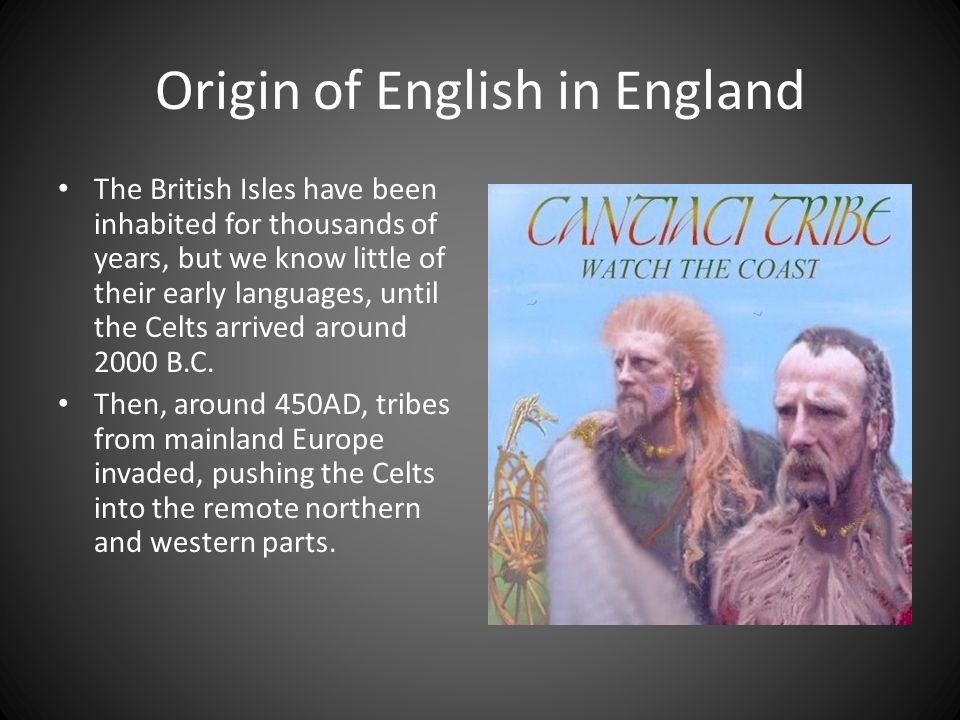 Origin of English in England
• The British Isles have been
inhabited for thousands of
years, but we know little of
their early languages, until
the Celts arrived around
2000 B.C.
• Then, around 450AD, tribes
from mainland Europe
invaded, pushing the Celts
into the remote northern
and western parts.
CANTIACI TRIBE
WATCH THE COAST